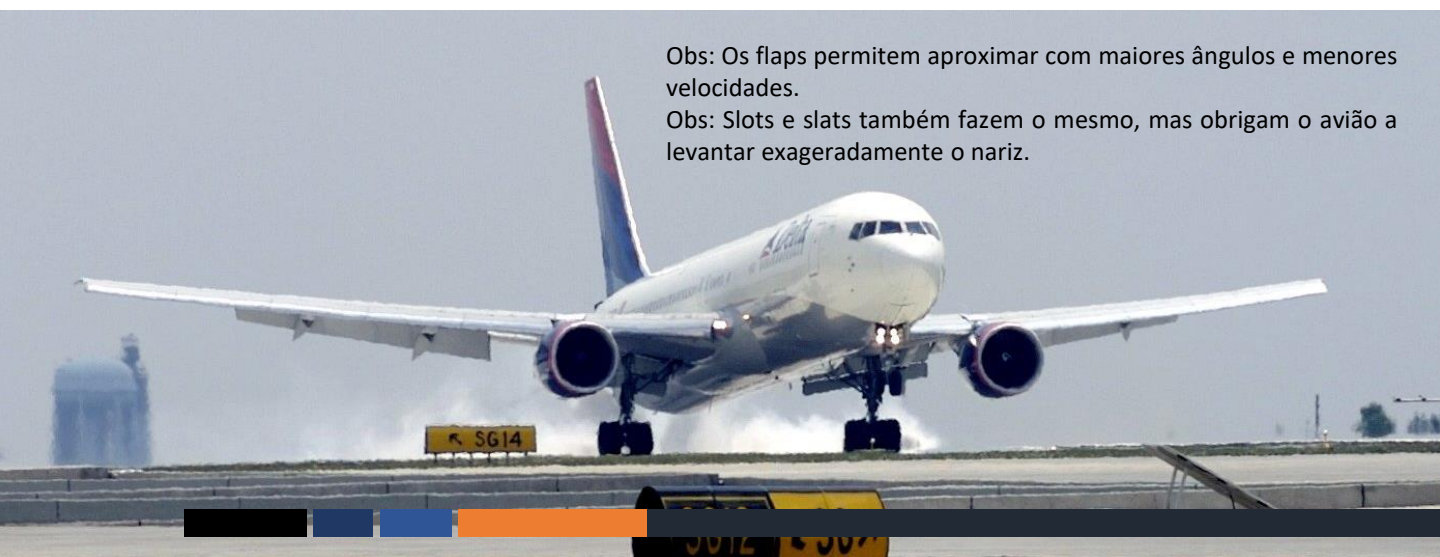 Obs: Os flaps permitem aproximar com maiores ângulos e menores
velocidades.
Obs: Slots e slats também fazem o mesmo, mas obrigam o avião a
levantar exageradamente o nariz.
Delta
↖ SG14